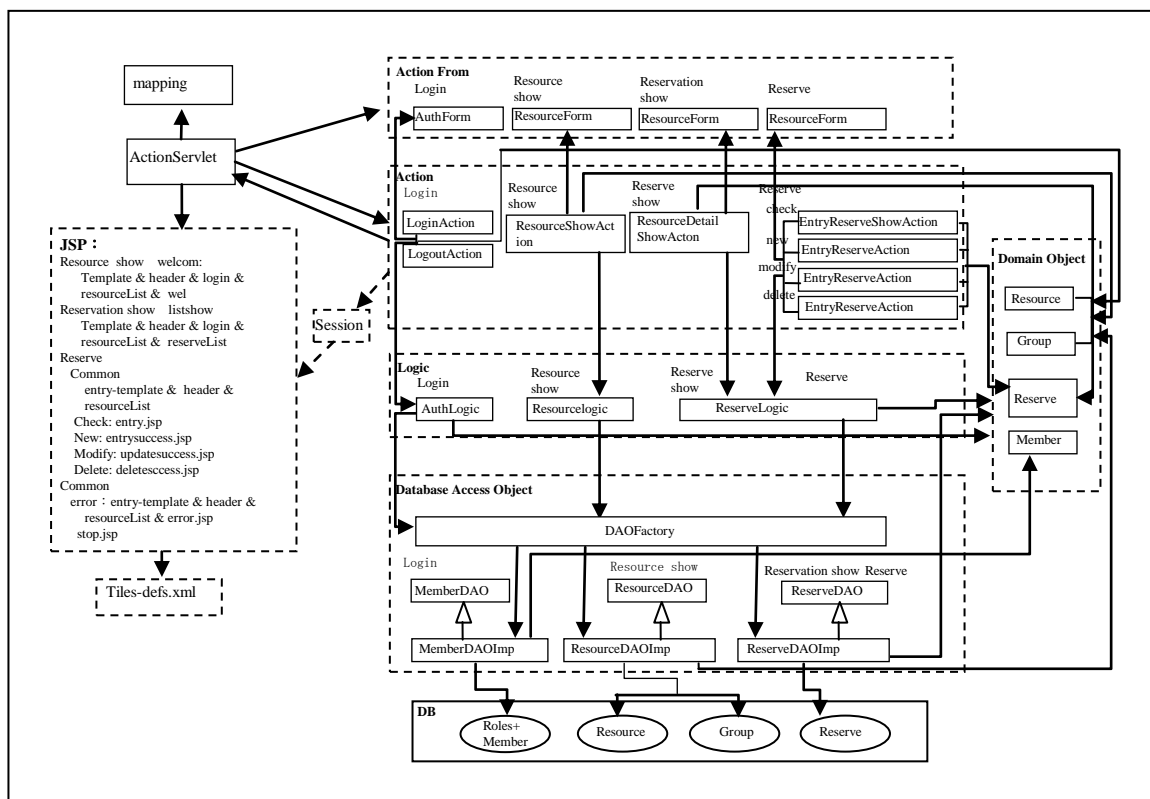 mapping
ActionServlet
JSP：
Resource show welcom:
Template & header & login &
resourceList & wel
Reservation show listshow
Template & header & login &
resourceList & reserveList
Reserve
Common
entry-template & header &
resourceList
Check: entry.jsp
New: entrysuccess.jsp
Modify: updatesuccess.jsp
Delete: deletesccess.jsp
Common
error：entry-template & header &
resourceList & error.jsp
stop.jsp
Tiles-defs.xml
Session
Action From
Login
Resource
show
Reservation
show
Reserve
AuthForm
ResourceForm
ResourceForm
ResourceForm
Action
Login
Resource
show
Reserve
show
Reserve
LoginAction
LogoutAction
ResourceShowAct
ion
ResourceDetail
ShowActon
check
EntryReserveShowAction
new
EntryReserveAction
modify
EntryReserveAction
delete
EntryReserveAction
Logic
Login
Resource
show
Reserve
show
Reserve
AuthLogic
Resourcelogic
ReserveLogic
Domain Object
Resource
Group
Reserve
Member
Database Access Object
DAOFactory
Login
Resource show
Reservation show Reserve
MemberDAO
ResourceDAO
ReserveDAO
MemberDAOImp
ResourceDAOImp
ReserveDAOImp
DB
Roles+
Member
Resource
Group
Reserve